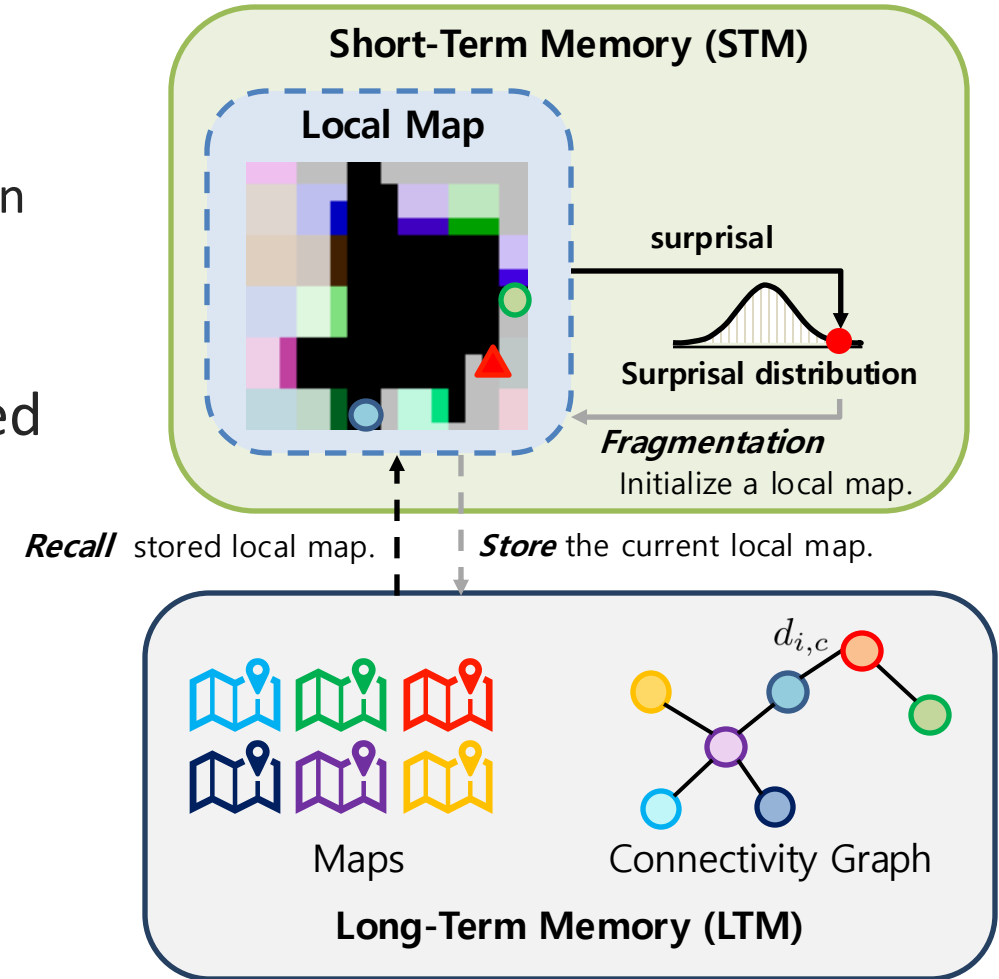 Short-Term Memory (STM)
Local Map
n
surprisal
Surprisal distribution
ed
Fragmentation
Initialize a local map.
Recall stored local map.
Store the current local map.
d_{i,c}
Maps
Connectivity Graph
Long-Term Memory (LTM)